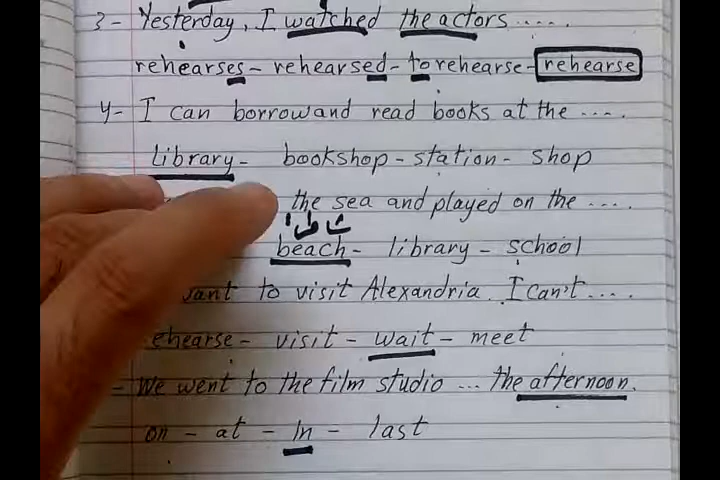 3- Yesterday, I watched the actors .....
rehearses - rehearsed - to rehearse - rehearse
4- I can borrow and read books at the ....
library - bookshop - station - shop
the sea and played on the ....
beach - library - school
want to visit Alexandria. I can't ....
rehearse - visit - wait - meet
- We went to the film studio ... the afternoon.
on - at - in - last